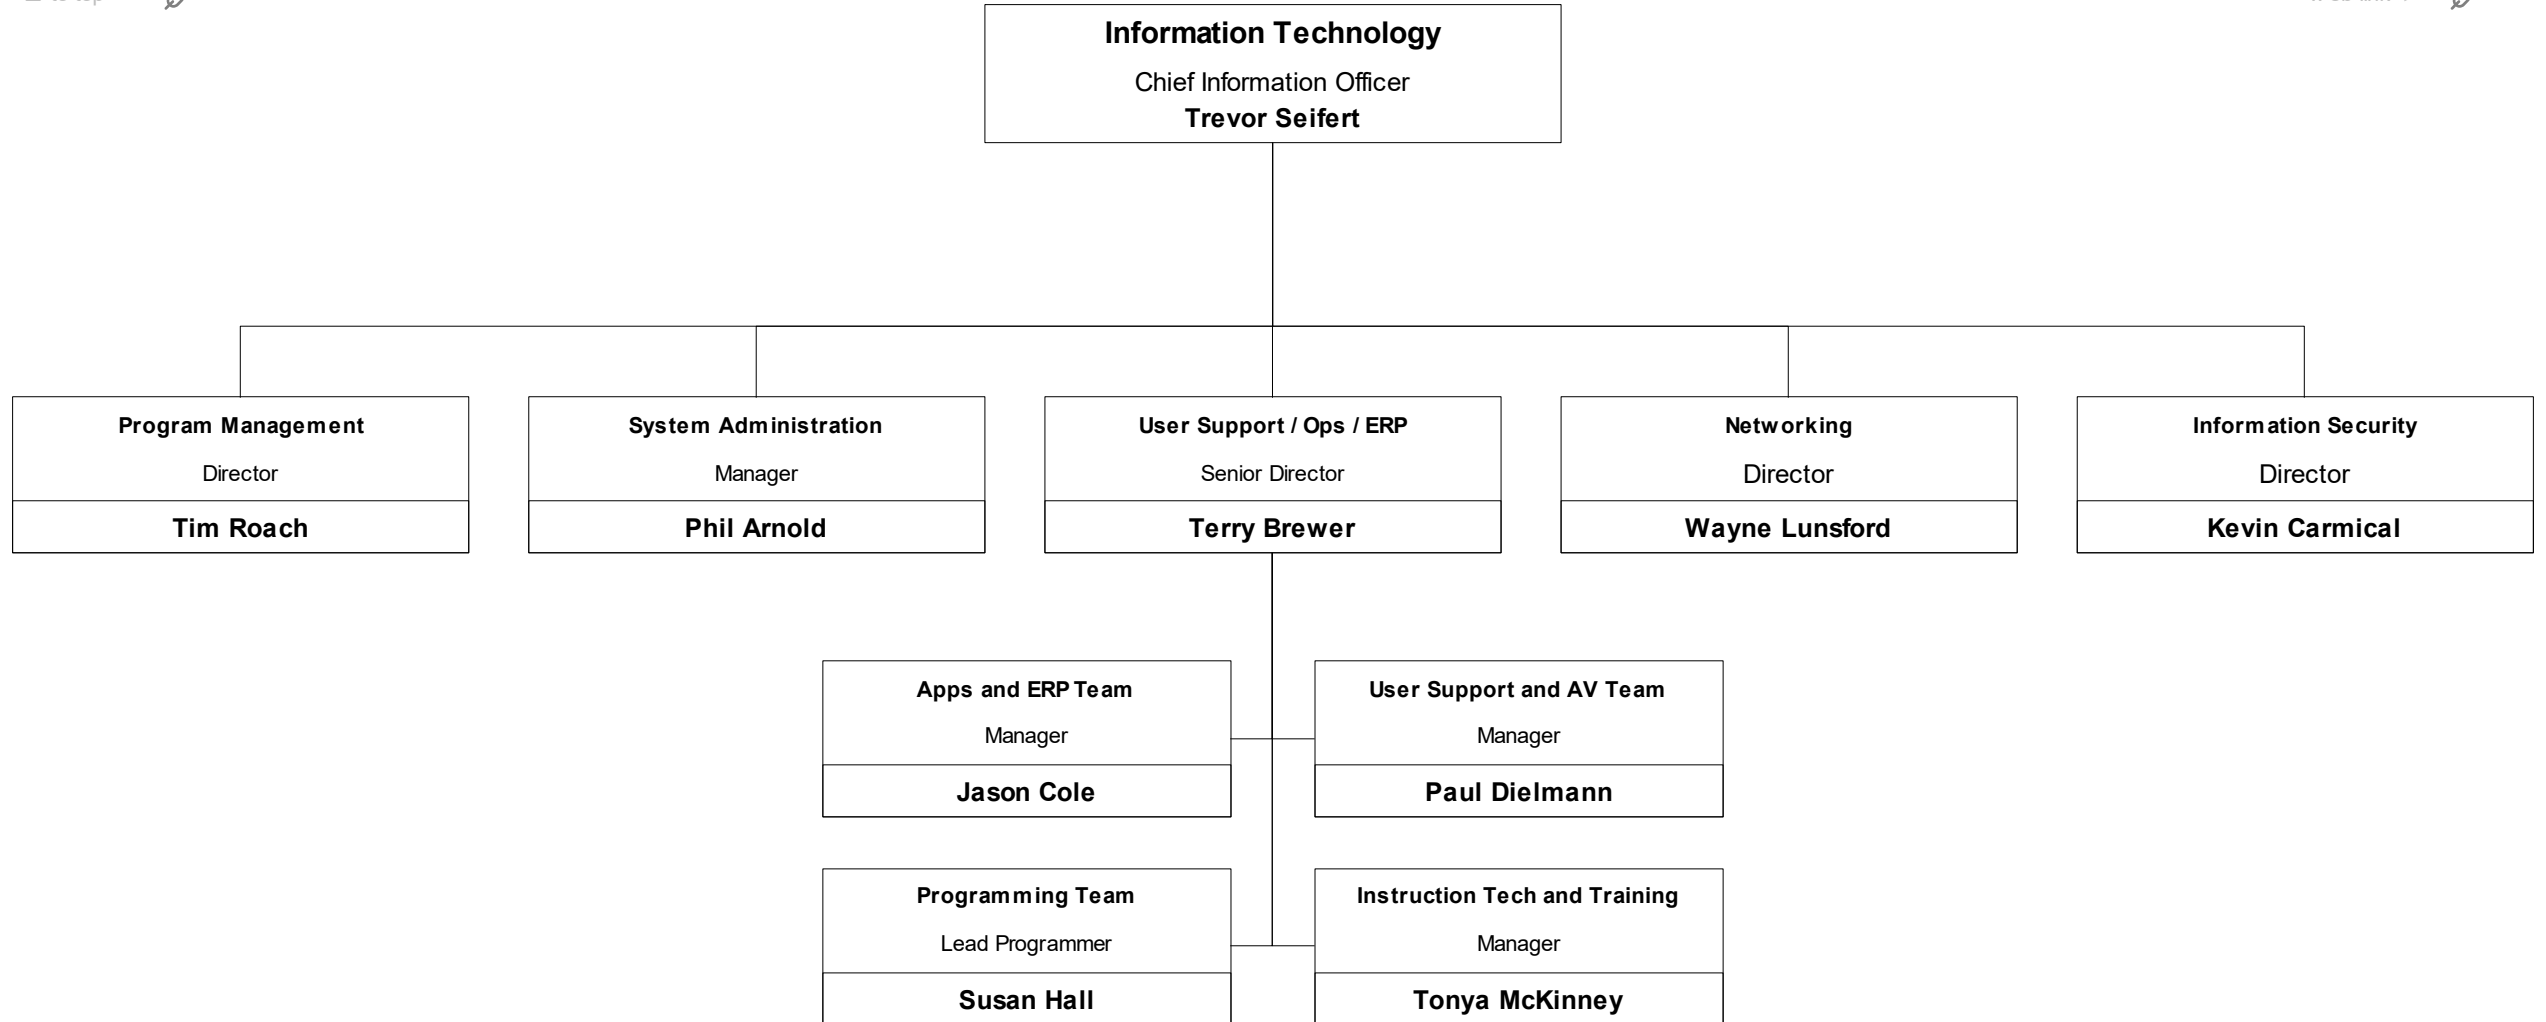 Information Technology
Chief Information Officer
Trevor Seifert
Program Management
Director
Tim Roach
System Administration
Manager
Phil Arnold
User Support / Ops / ERP
Senior Director
Terry Brewer
Networking
Director
Wayne Lunsford
Information Security
Director
Kevin Carmical
Apps and ERP Team
Manager
Jason Cole
User Support and AV Team
Manager
Paul Dielmann
Programming Team
Lead Programmer
Susan Hall
Instruction Tech and Training
Manager
Tonya McKinney